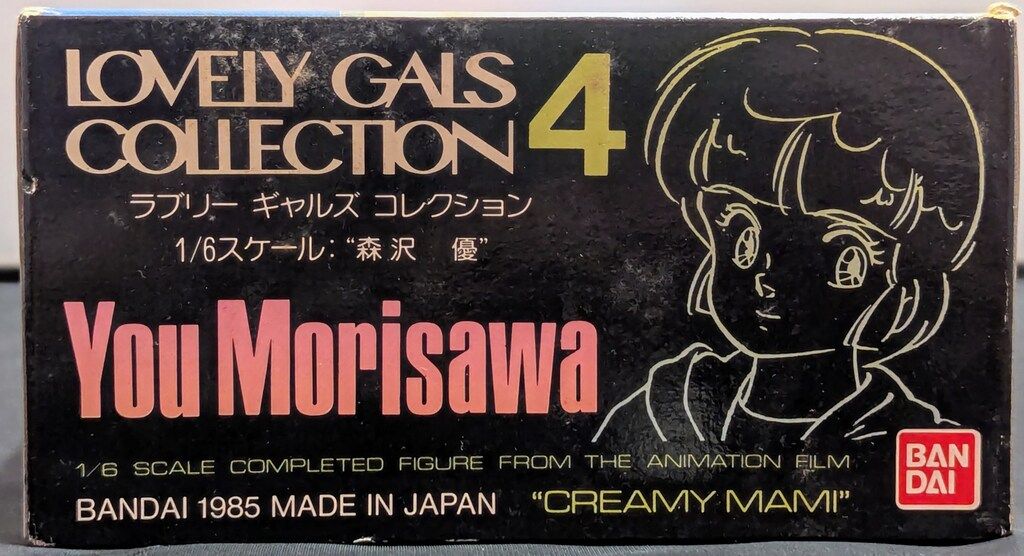 LOVELY GALS
COLLECTION 4
ラブリー ギャルズ コレクション
1/6スケール: “森沢 優”
You Morisawa
1/6 SCALE COMPLETED FIGURE FROM THE ANIMATION FILM
BANDAI 1985 MADE IN JAPAN “CREAMY MAMI”
BAN
DAI